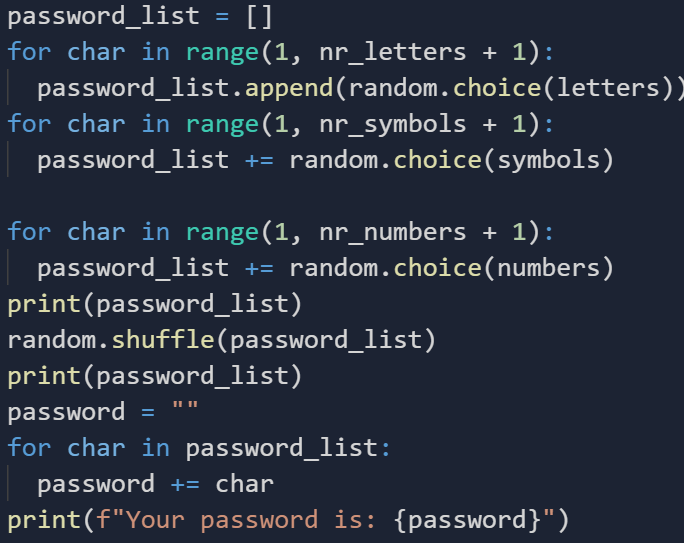 password_list = []
for char in range(1, nr_letters + 1):
  password_list.append(random.choice(letters))
for char in range(1, nr_symbols + 1):
  password_list += random.choice(symbols)

for char in range(1, nr_numbers + 1):
  password_list += random.choice(numbers)
print(password_list)
random.shuffle(password_list)
print(password_list)
password = ""
for char in password_list:
  password += char
print(f"Your password is: {password}")